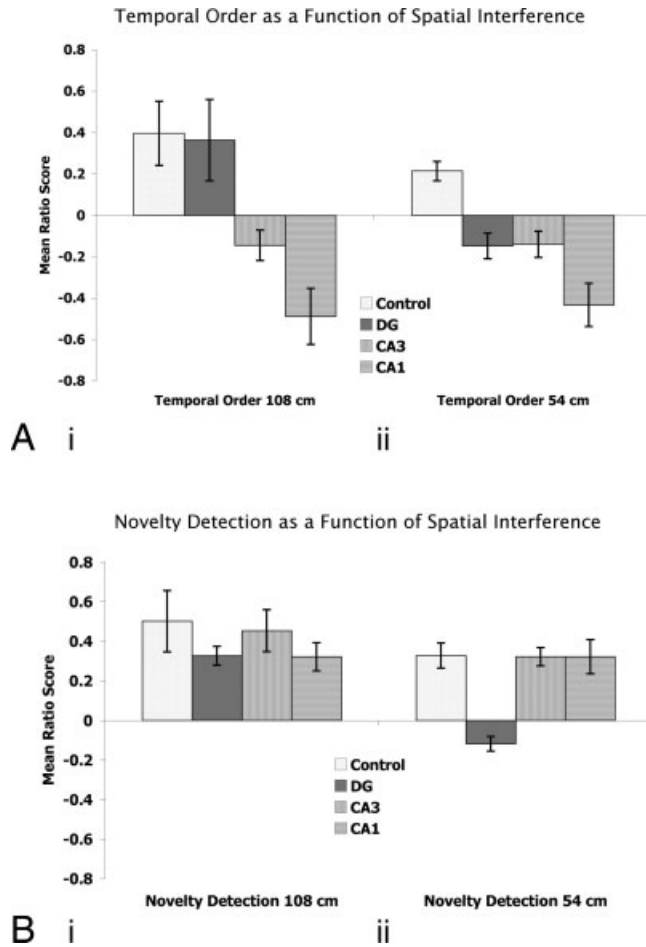 Temporal Order as a Function of Spatial Interference
0.8
0.6
0.4
0.2
0
-0.2
-0.4
-0.6
-0.8
Mean Ratio Score
Control
DG
CA3
CA1
Temporal Order 108 cm
Temporal Order 54 cm
A i ii
Novelty Detection as a Function of Spatial Interference
0.8
0.6
0.4
0.2
0
-0.2
-0.4
-0.6
-0.8
Mean Ratio Score
Control
DG
CA3
CA1
Novelty Detection 108 cm
Novelty Detection 54 cm
B i ii